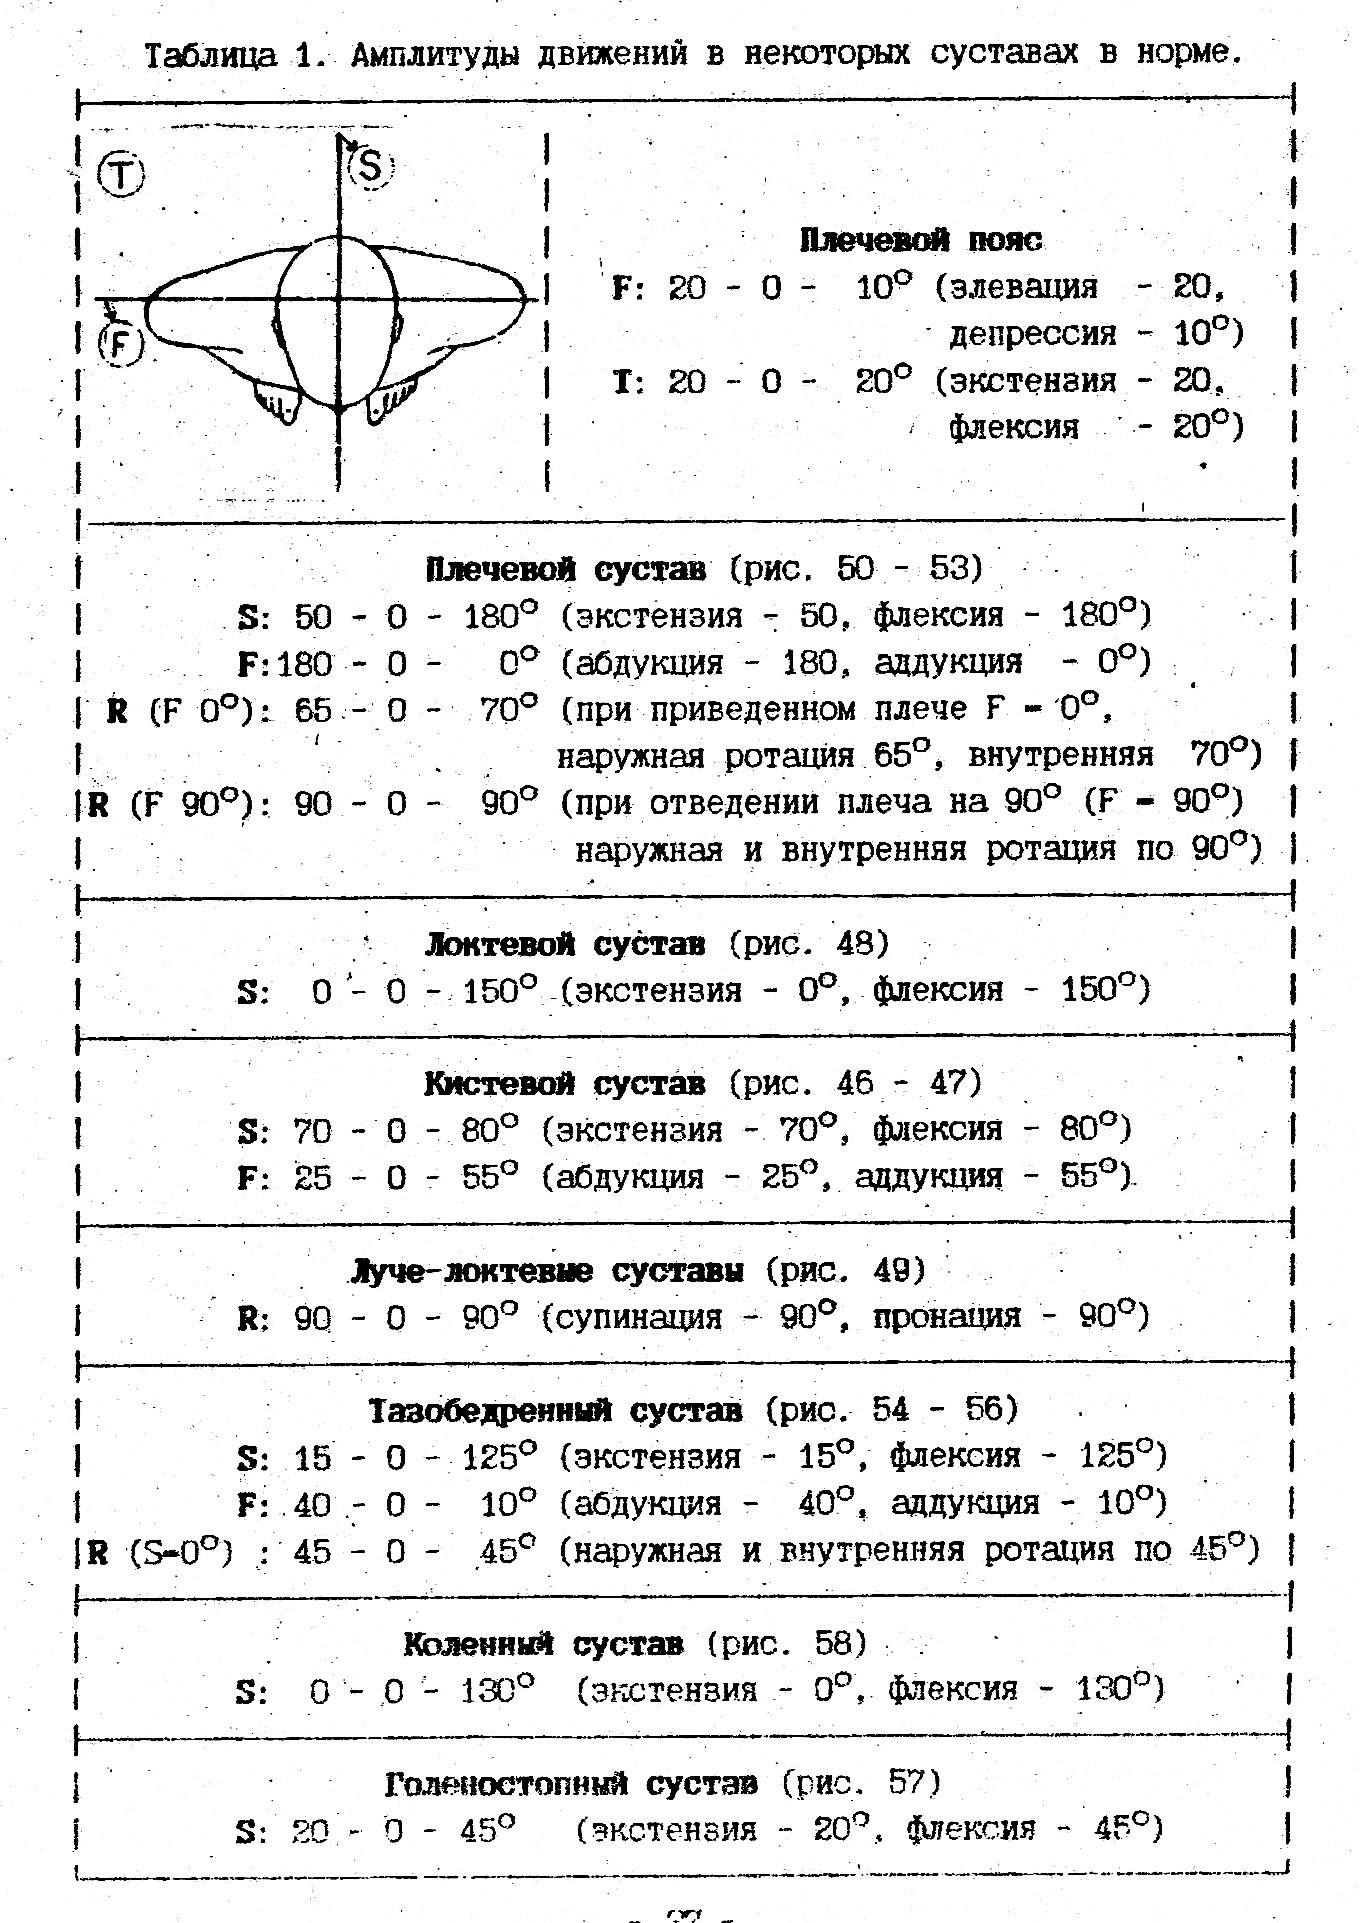 Таблица 1. Амплитуды движений в некоторых суставах в норме.
T
S
F
Плечевой пояс
F: 20 - 0 - 10° (элевация - 20,
депрессия - 10°)
T: 20 - 0 - 20° (экстензия - 20,
флексия - 20°)
Плечевой сустав (рис. 50 - 53)
S: 50 - 0 - 180° (экстензия - 50, флексия - 180°)
F: 180 - 0 - 0° (абдукция - 180, аддукция - 0°)
R (F 0°): 65 - 0 - 70° (при приведенном плече F - 0°,
наружная ротация 65°, внутренняя 70°)
R (F 90°): 90 - 0 - 90° (при отведении плеча на 90° (F - 90°)
наружная и внутренняя ротация по 90°)
Локтевой сустав (рис. 48)
S: 0 - 0 - 150° (экстензия - 0°, флексия - 150°)
Кистевой сустав (рис. 46 - 47)
S: 70 - 0 - 80° (экстензия - 70°, флексия - 80°)
F: 25 - 0 - 55° (абдукция - 25°, аддукция - 55°)
Луче-локтевые суставы (рис. 49)
R: 90 - 0 - 90° (супинация - 90°, пронация - 90°)
Тазобедренный сустав (рис. 54 - 56)
S: 15 - 0 - 125° (экстензия - 15°, флексия - 125°)
F: 40 - 0 - 10° (абдукция - 40°, аддукция - 10°)
R (S-0°) : 45 - 0 - 45° (наружная и внутренняя ротация по 45°)
Коленный сустав (рис. 58)
S: 0 - 0 - 130° (экстензия - 0°, флексия - 130°)
Голеностопный сустав (рис. 57)
S: 20 - 0 - 45° (экстензия - 20°, флексия - 45°)